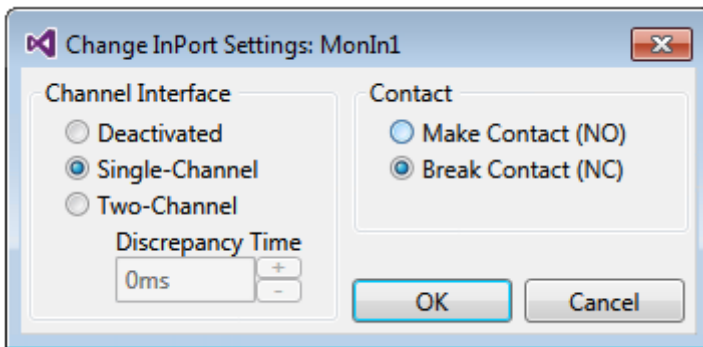 Change InPort Settings: MonIn1
Channel Interface
Deactivated
Single-Channel
Two-Channel
Discrepancy Time
0ms
+
-
Contact
Make Contact (NO)
Break Contact (NC)
OK
Cancel